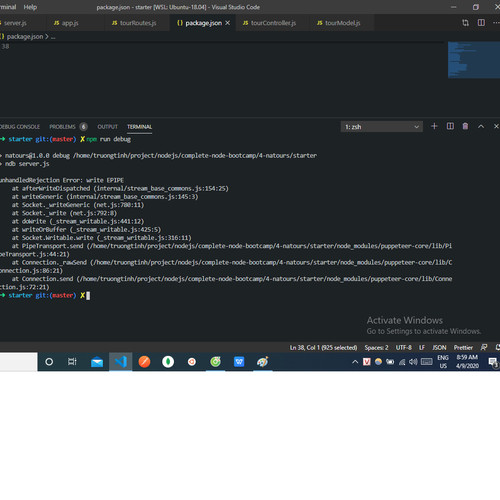 rminal Help package.json - starter [WSL: Ubuntu-18.04] - Visual Studio Code
server.js app.js tourRoutes.js package.json tourController.js tourModel.js
package.json > ...
38
DEBUG CONSOLE PROBLEMS 6 OUTPUT TERMINAL 1: zsh
→ starter git:(master) ✗ npm run debug
> natours@1.0.0 debug /home/truongtinh/project/nodejs/complete-node-bootcamp/4-natours/starter
> ndb server.js
unhandledRejection Error: write EPIPE
at afterWriteDispatched (internal/stream_base_commons.js:154:25)
at writeGeneric (internal/stream_base_commons.js:145:3)
at Socket._writeGeneric (net.js:780:11)
at Socket._write (net.js:792:8)
at doWrite (_stream_writable.js:441:12)
at writeOrBuffer (_stream_writable.js:425:5)
at Socket.Writable.write (_stream_writable.js:316:11)
at PipeTransport.send (/home/truongtinh/project/nodejs/complete-node-bootcamp/4-natours/starter/node_modules/puppeteer-core/lib/Pi
peTransport.js:44:21)
at Connection._rawSend (/home/truongtinh/project/nodejs/complete-node-bootcamp/4-natours/starter/node_modules/puppeteer-core/lib/C
onnection.js:86:21)
at Connection.send (/home/truongtinh/project/nodejs/complete-node-bootcamp/4-natours/starter/node_modules/puppeteer-core/lib/Conne
ction.js:72:21)
→ starter git:(master) ✗
Activate Windows
Go to Settings to activate Windows.
Ln 38, Col 1 (925 selected) Spaces: 2 UTF-8 LF JSON Prettier
ENG 8:59 AM
US 4/9/2020